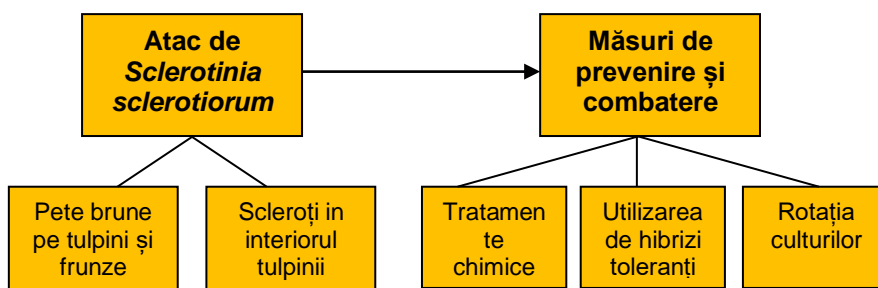 Atac de
Sclerotinia
sclerotiorum
Măsuri de
prevenire și
combatere
Pete brune
pe tulpini și
frunze
Scleroți in
interiorul
tulpinii
Tratamen
te
chimice
Utilizarea
de hibrizi
toleranți
Rotația
culturilor